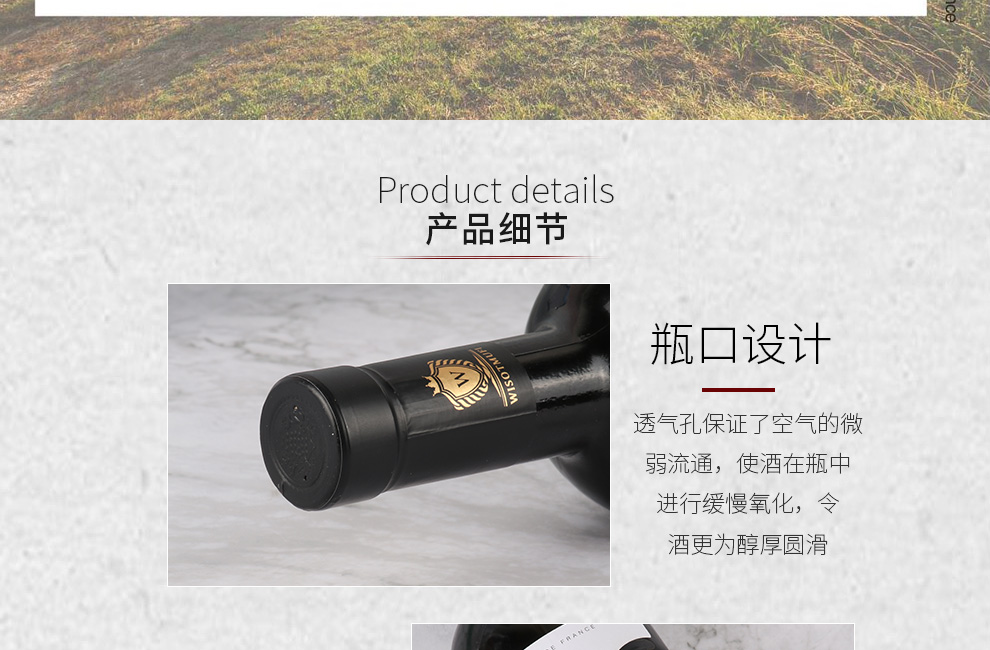 Product details
产品细节
瓶口设计
透气孔保证了空气的微
弱流通，使酒在瓶中
进行缓慢氧化，令
酒更为醇厚圆滑
W
FRANCE